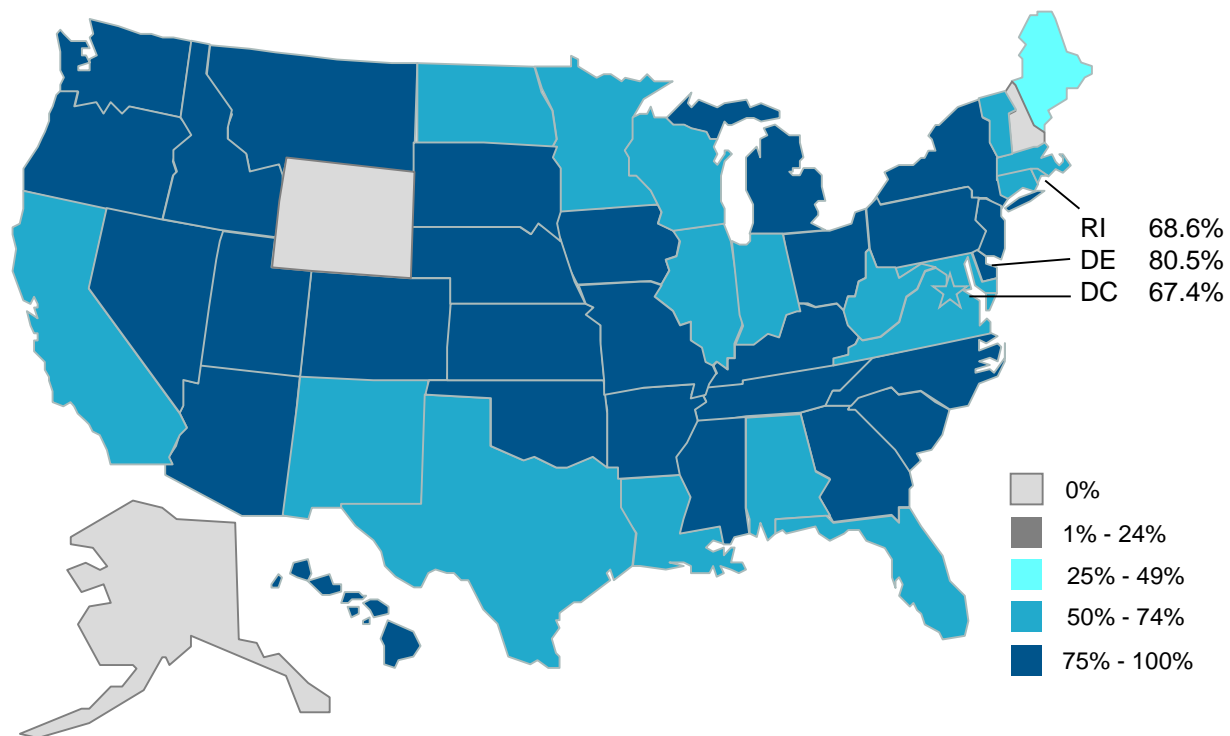 RI 68.6%
DE 80.5%
DC 67.4%
0%
1% - 24%
25% - 49%
50% - 74%
75% - 100%